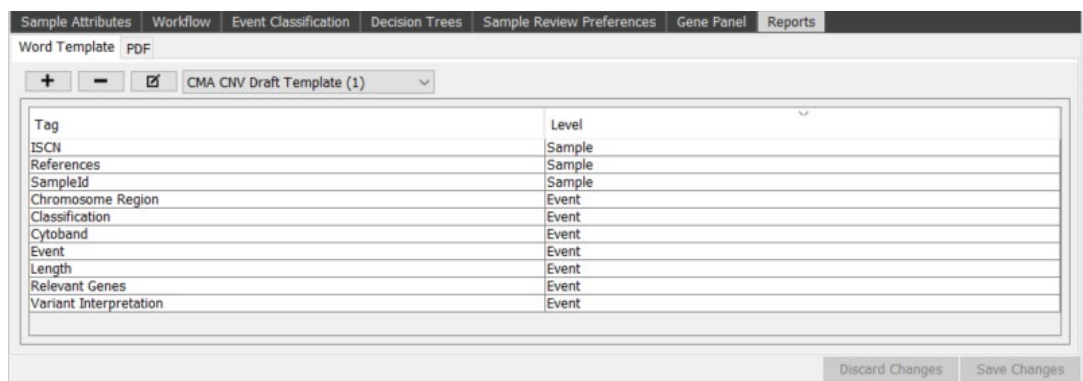 Sample Attributes Workflow Event Classification Decision Trees Sample Review Preferences Gene Panel Reports
Word Template PDF
CMA CNV Draft Template (1)
Tag Level
ISCN Sample
References Sample
SampleId Sample
Chromosome Region Event
Classification Event
Cytoband Event
Event Event
Length Event
Relevant Genes Event
Variant Interpretation Event
Discard Changes Save Changes